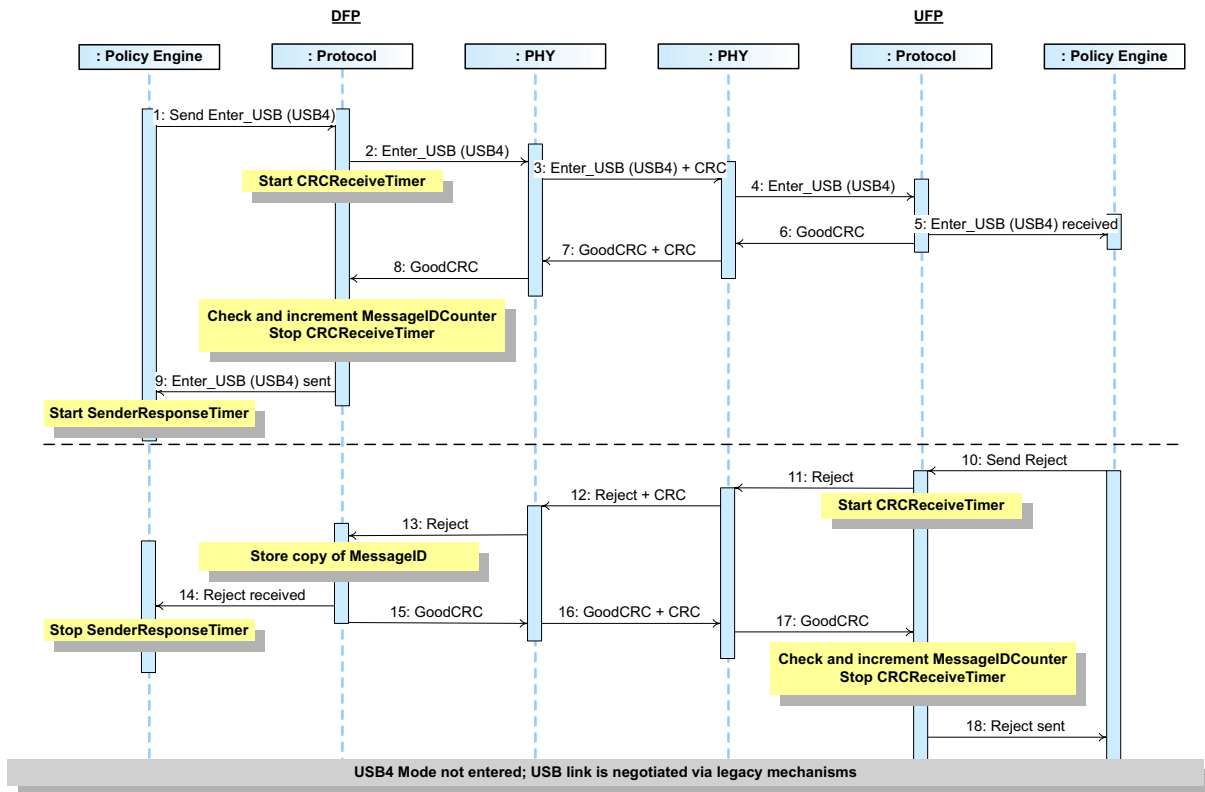 DFP
UFP
: Policy Engine
: Protocol
: PHY
: PHY
: Protocol
: Policy Engine
1: Send Enter_USB (USB4)
2: Enter_USB (USB4)
3: Enter_USB (USB4) + CRC
Start CRCReceiveTimer
4: Enter_USB (USB4)
5: Enter_USB (USB4) received
6: GoodCRC
7: GoodCRC + CRC
8: GoodCRC
Check and increment MessageIDCounter
Stop CRCReceiveTimer
9: Enter_USB (USB4) sent
Start SenderResponseTimer
10: Send Reject
11: Reject
Start CRCReceiveTimer
12: Reject + CRC
13: Reject
Store copy of MessageID
14: Reject received
15: GoodCRC
16: GoodCRC + CRC
17: GoodCRC
Stop SenderResponseTimer
Check and increment MessageIDCounter
Stop CRCReceiveTimer
18: Reject sent
USB4 Mode not entered; USB link is negotiated via legacy mechanisms